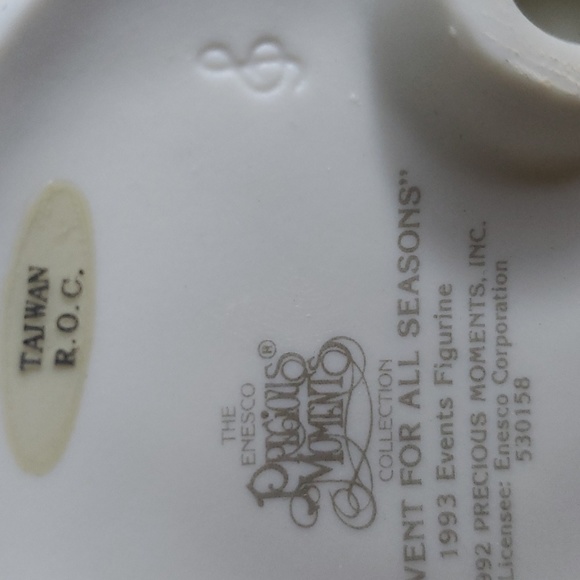 TAIWAN
R.O.C.
THE
ENESCO
PRECIOUS
MOMENTS®
COLLECTION
VENT FOR ALL SEASONS"
1993 Events Figurine
92 PRECIOUS MOMENTS, INC.
Licensee: Enesco Corporation
530158